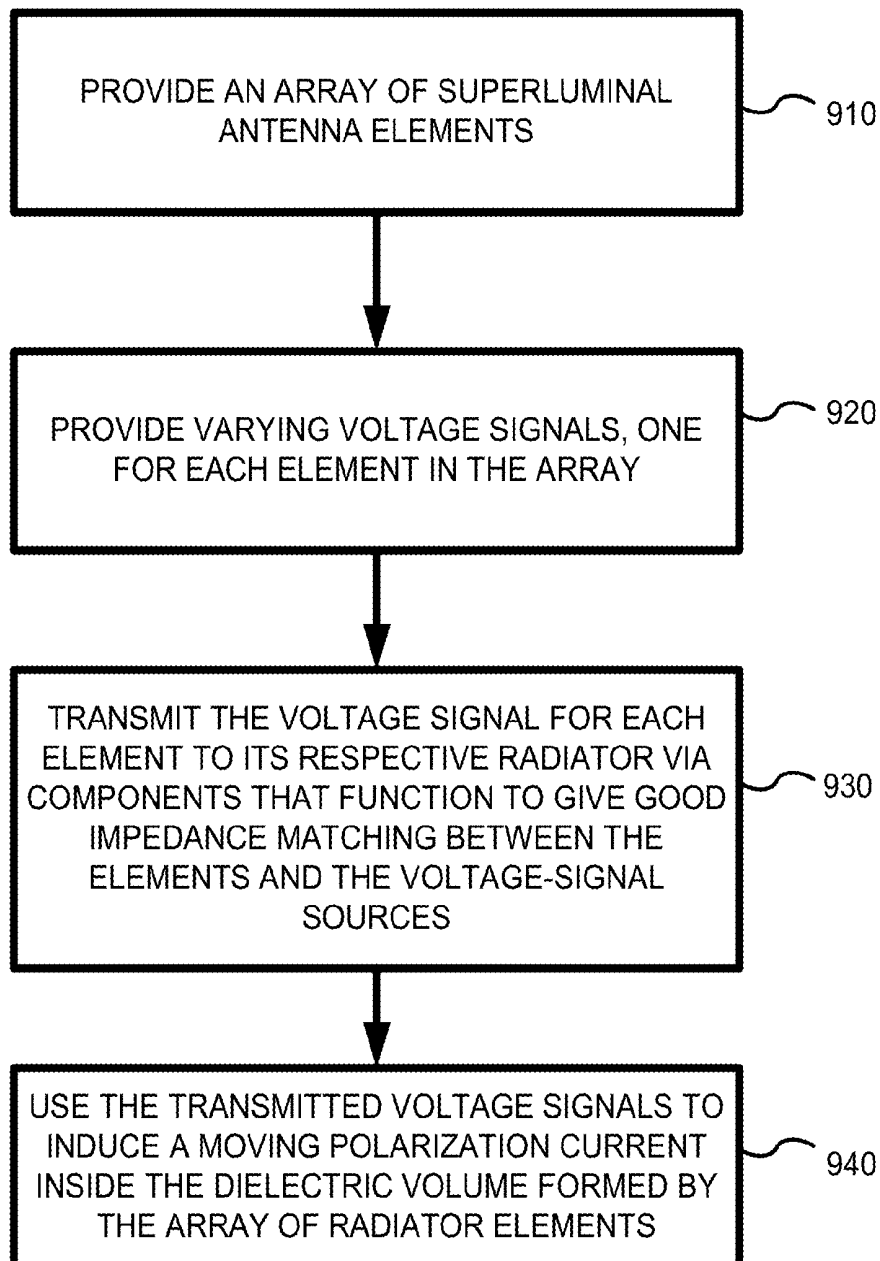 PROVIDE AN ARRAY OF SUPERLUMINAL
ANTENNA ELEMENTS
910
PROVIDE VARYING VOLTAGE SIGNALS, ONE
FOR EACH ELEMENT IN THE ARRAY
920
TRANSMIT THE VOLTAGE SIGNAL FOR EACH
ELEMENT TO ITS RESPECTIVE RADIATOR VIA
COMPONENTS THAT FUNCTION TO GIVE GOOD
IMPEDANCE MATCHING BETWEEN THE
ELEMENTS AND THE VOLTAGE-SIGNAL
SOURCES
930
USE THE TRANSMITTED VOLTAGE SIGNALS TO
INDUCE A MOVING POLARIZATION CURRENT
INSIDE THE DIELECTRIC VOLUME FORMED BY
THE ARRAY OF RADIATOR ELEMENTS
940